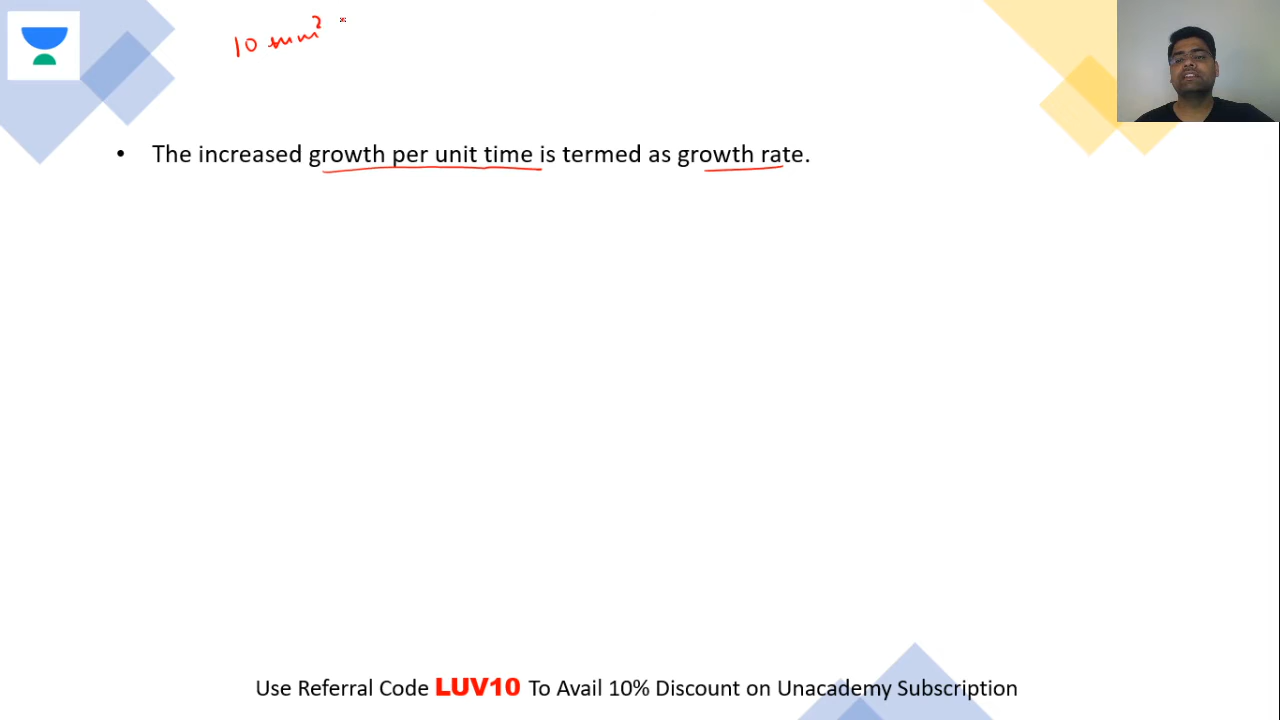 10 mm²
• The increased growth per unit time is termed as growth rate.
Use Referral Code LUV10 To Avail 10% Discount on Unacademy Subscription